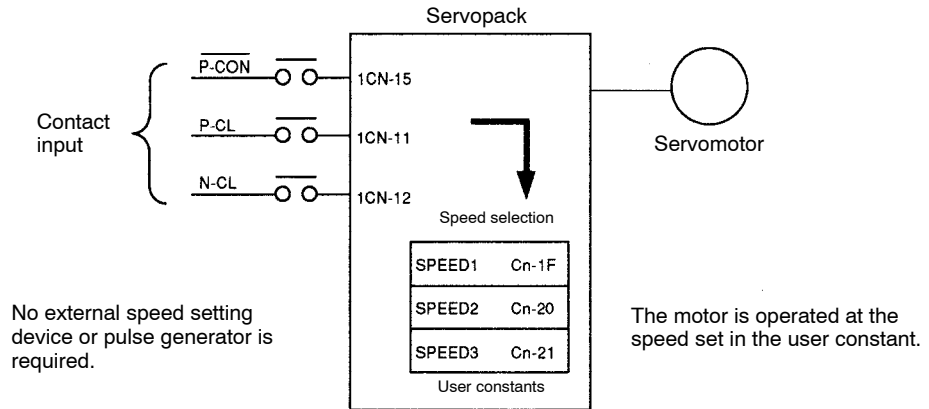 Servopack
P-CON
1CN-15
Contact
input
P-CL
1CN-11
N-CL
1CN-12
Servomotor
Speed selection
SPEED1 Cn-1F
SPEED2 Cn-20
SPEED3 Cn-21
User constants
No external speed setting
device or pulse generator is
required.
The motor is operated at the
speed set in the user constant.